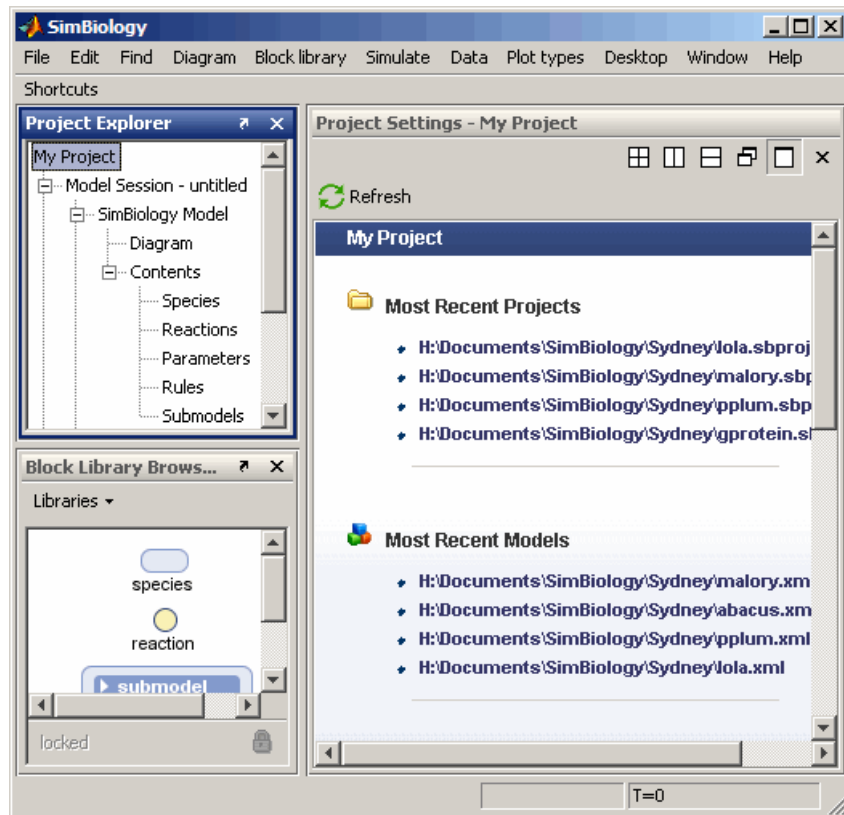 SimBiology
File Edit Find Diagram Block library Simulate Data Plot types Desktop Window Help
Shortcuts
Project Explorer
My Project
Model Session - untitled
SimBiology Model
Diagram
Contents
Species
Reactions
Parameters
Rules
Submodels
Block Library Brows...
Libraries
species
reaction
submodel
locked
Project Settings - My Project
Refresh
My Project
Most Recent Projects
H:\Documents\SimBiology\Sydney\lola.sbproj
H:\Documents\SimBiology\Sydney\malory.sbp
H:\Documents\SimBiology\Sydney\pplum.sbp
H:\Documents\SimBiology\Sydney\gprotein.sl
Most Recent Models
H:\Documents\SimBiology\Sydney\malory.xm
H:\Documents\SimBiology\Sydney\abacus.xm
H:\Documents\SimBiology\Sydney\pplum.xml
H:\Documents\SimBiology\Sydney\lola.xml
T=0